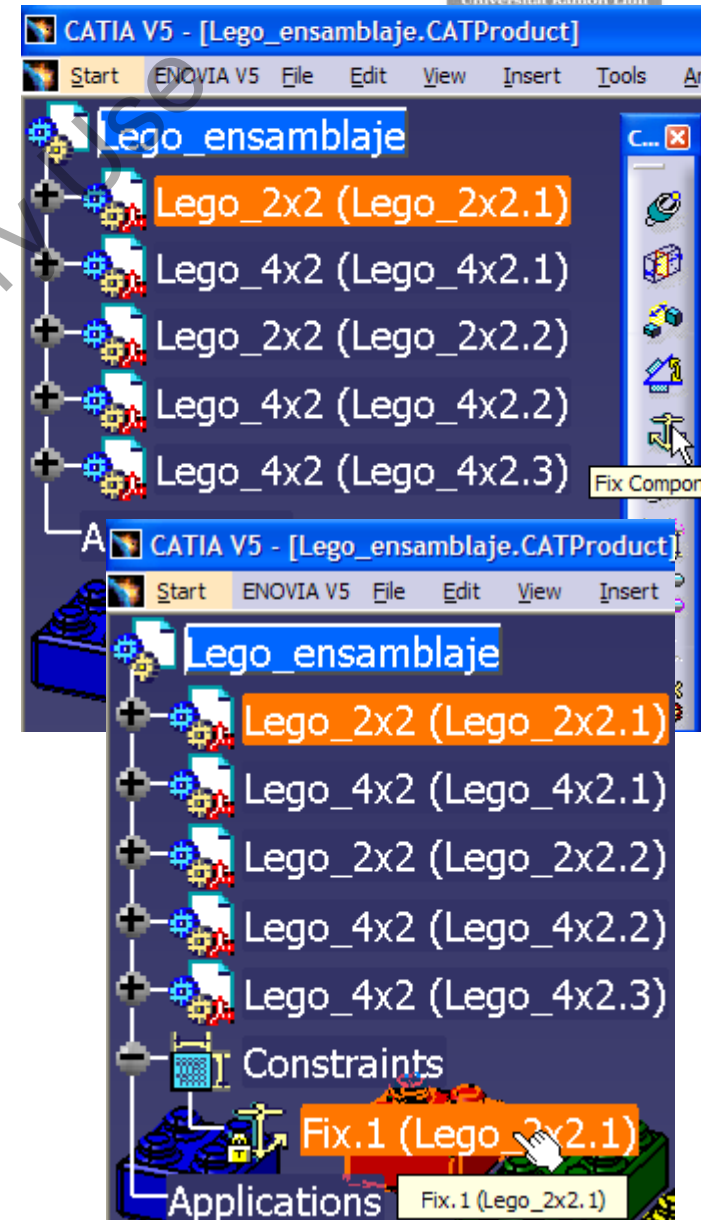 CATIA V5 - [Lego_ensamblaje.CATProduct]
Start ENOVIA V5 File Edit View Insert Tools
Lego_ensamblaje
C...
Lego_2x2 (Lego_2x2.1)
Lego_4x2 (Lego_4x2.1)
Lego_2x2 (Lego_2x2.2)
Lego_4x2 (Lego_4x2.2)
Lego_4x2 (Lego_4x2.3)
Fix Compon
A
CATIA V5 - [Lego_ensamblaje.CATProduct]
Start ENOVIA V5 File Edit View Insert
Lego_ensamblaje
Lego_2x2 (Lego_2x2.1)
Lego_4x2 (Lego_4x2.1)
Lego_2x2 (Lego_2x2.2)
Lego_4x2 (Lego_4x2.2)
Lego_4x2 (Lego_4x2.3)
Constraints
Fix.1 (Lego_2x2.1)
Applications
Fix.1 (Lego_2x2.1)